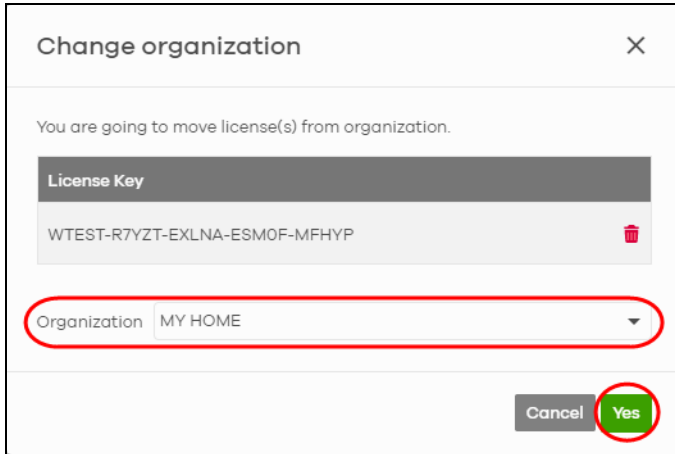 Change organization
You are going to move license(s) from organization.
License Key
WTEST-R7YZT-EXLNA-ESM0F-MFHYP
Organization MY HOME
Cancel Yes